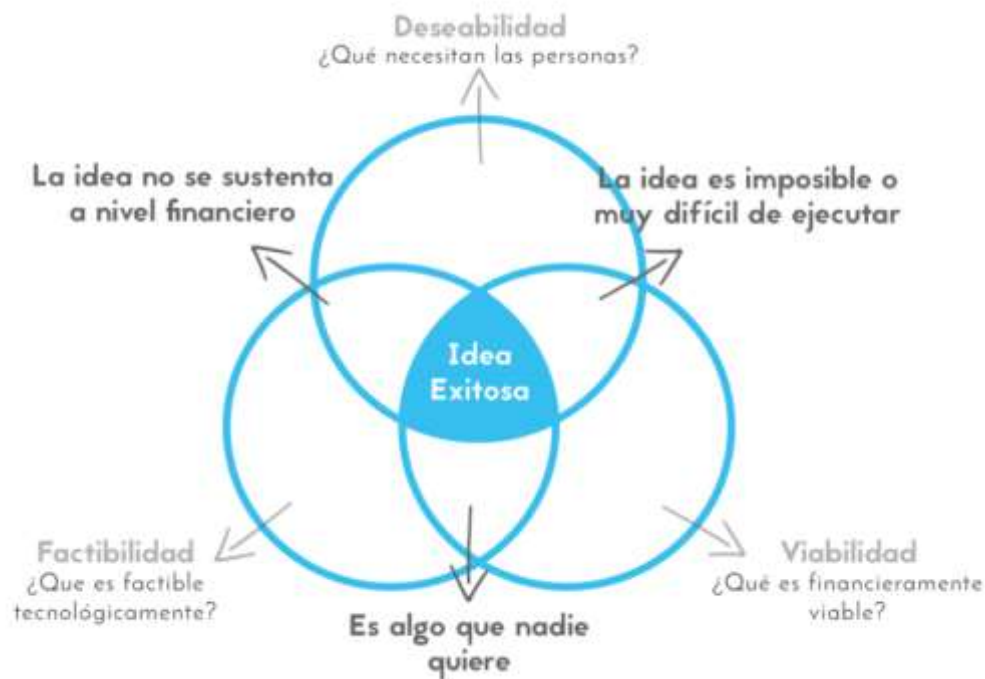 Deseabilidad
¿Qué necesitan las personas?
La idea no se sustenta
a nivel financiero
La idea es imposible o
muy difícil de ejecutar
Idea
Exitosa
Factibilidad
¿Que es factible
tecnológicamente?
Viabilidad
¿Qué es financieramente
viable?
Es algo que nadie
quiere